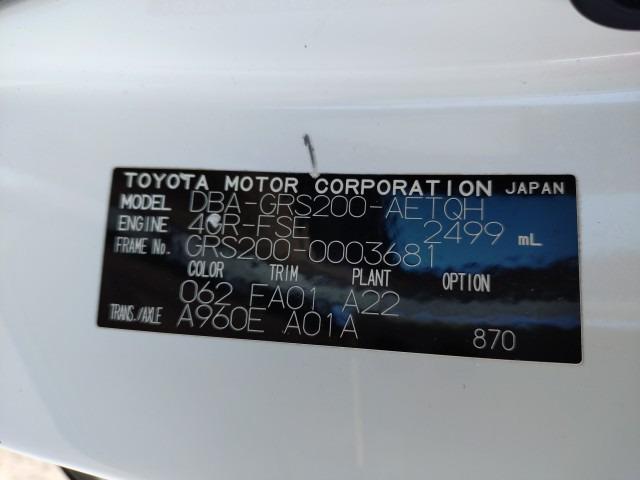 TOYOTA MOTOR CORPORATION JAPAN
MODEL DBA-GRS200-AETQH
ENGINE 4GR-FSE 2499 mL
FRAME No. GRS200-0003681
COLOR TRIM PLANT OPTION
062 FA01 A22
TRANS./AXLE A960E A01A 870